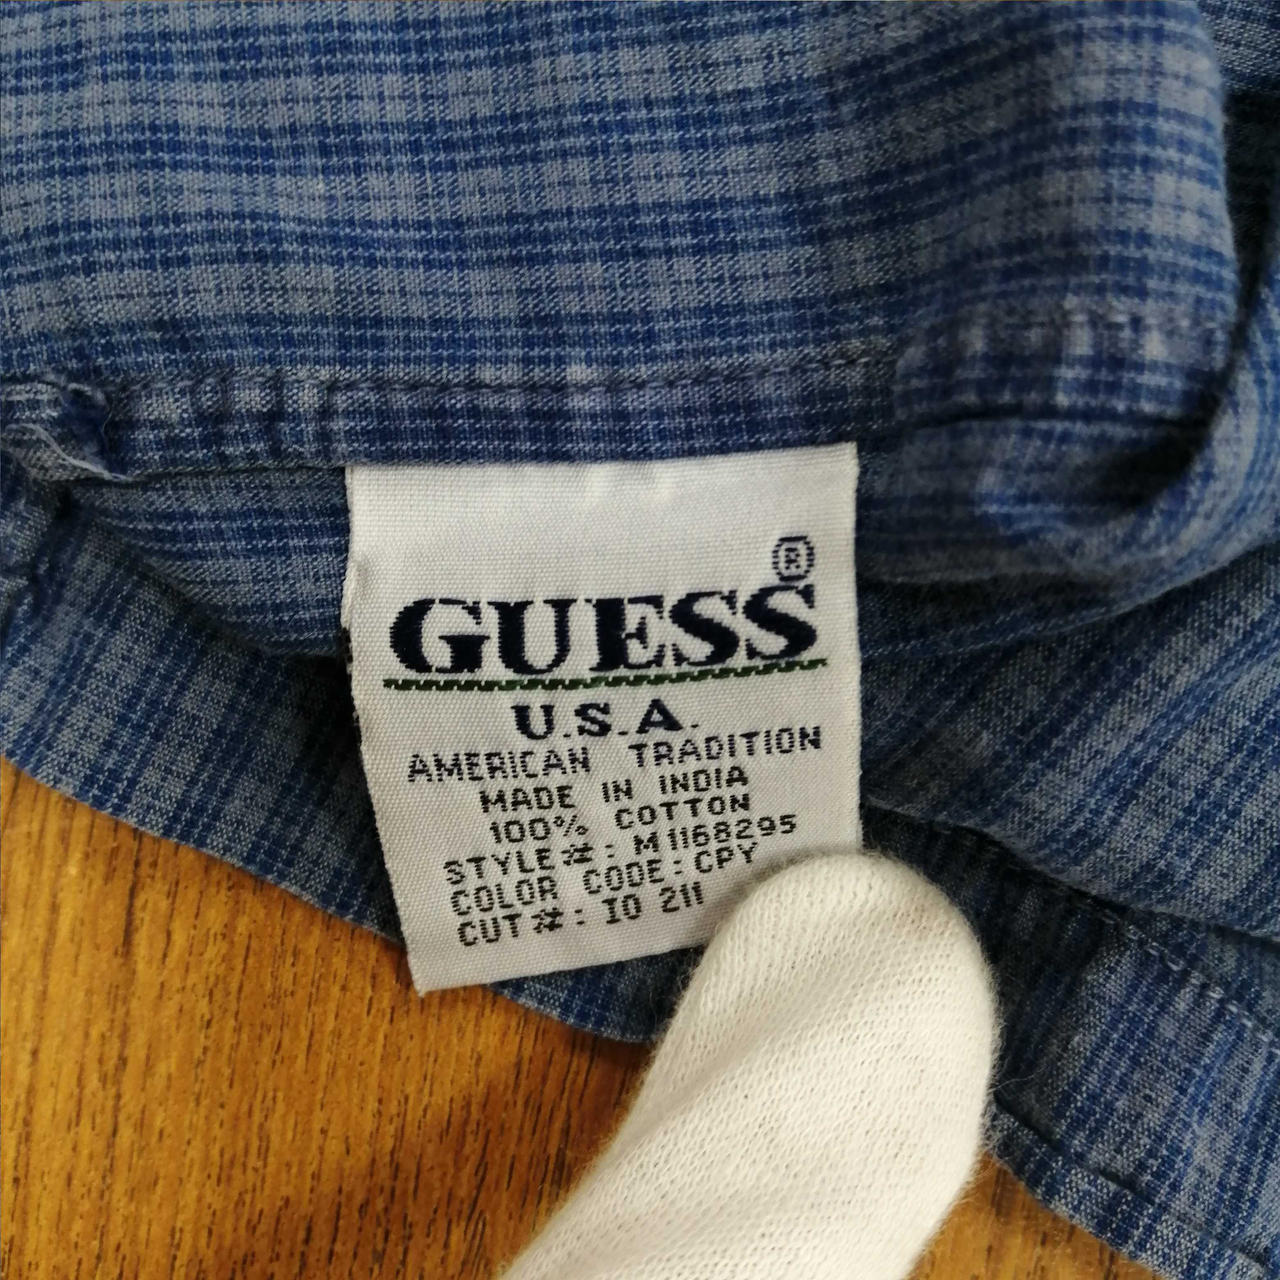 GUESS®
U.S.A.
AMERICAN TRADITION
MADE IN INDIA
100% COTTON
STYLE#: M1168295
COLOR CODE: CPY
CUT#: IO 211